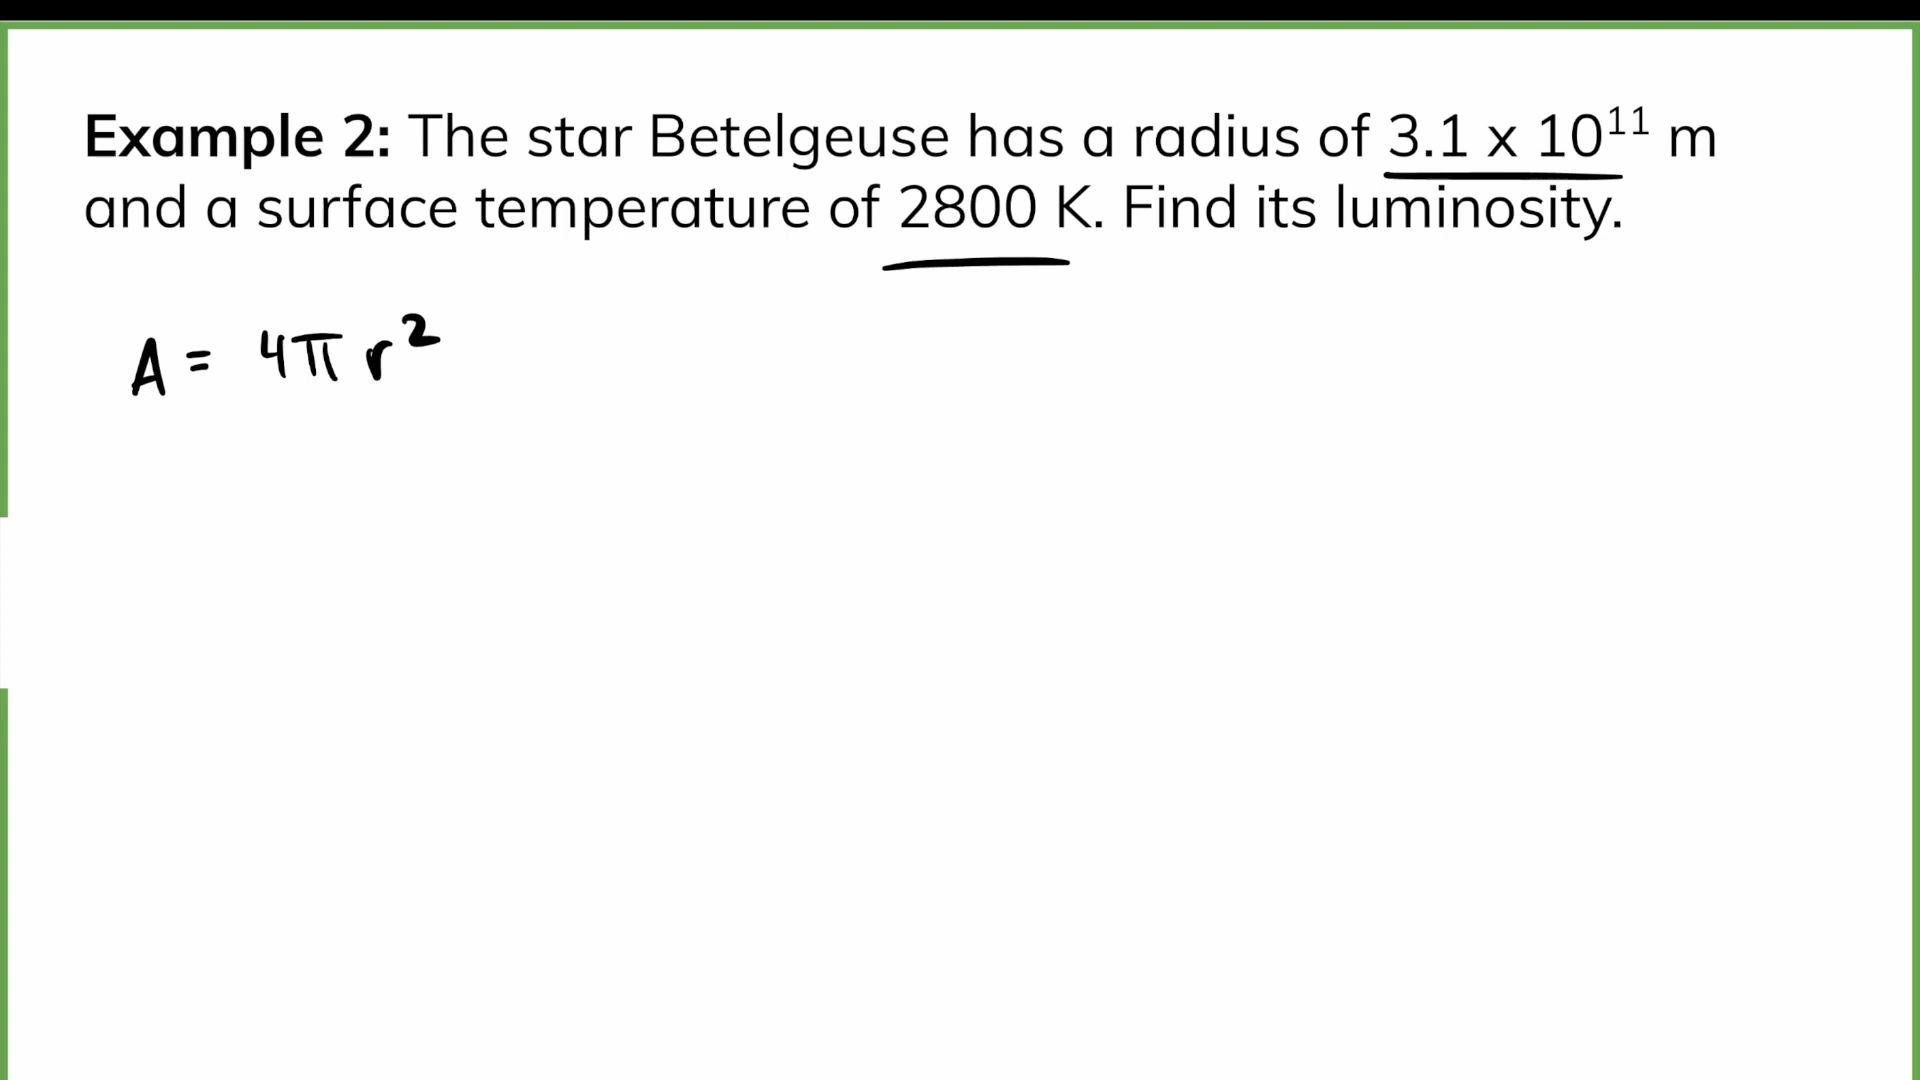 Example 2: The star Betelgeuse has a radius of 3.1 x 10¹¹ m
and a surface temperature of 2800 K. Find its luminosity.
A = 4π r²